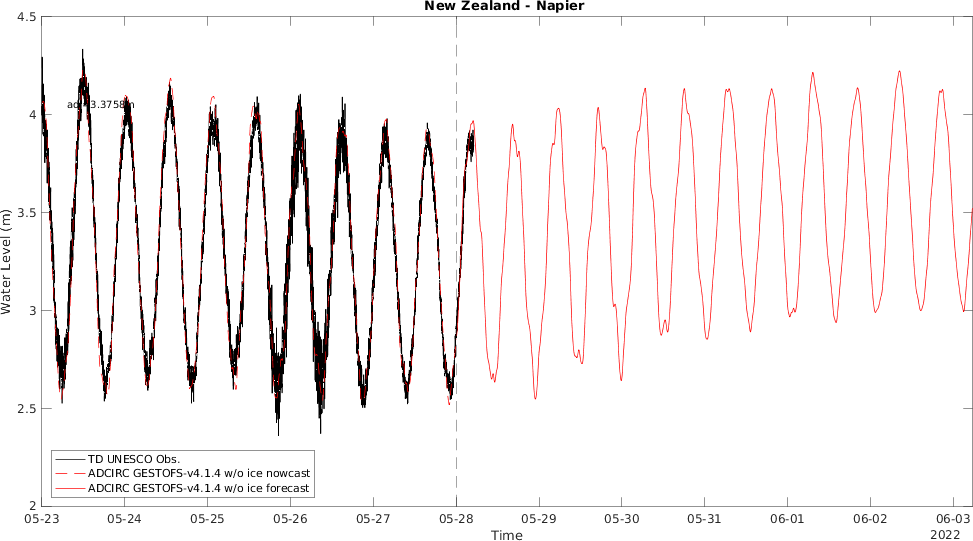 New Zealand - Napier
4.5
4
3.5
3
2.5
2
Water Level (m)
TD UNESCO Obs.
ADCIRC GESTOFS-v4.1.4 w/o ice nowcast
ADCIRC GESTOFS-v4.1.4 w/o ice forecast
05-23 05-24 05-25 05-26 05-27 05-28 05-29 05-30 05-31 06-01 06-02 06-03
Time
2022